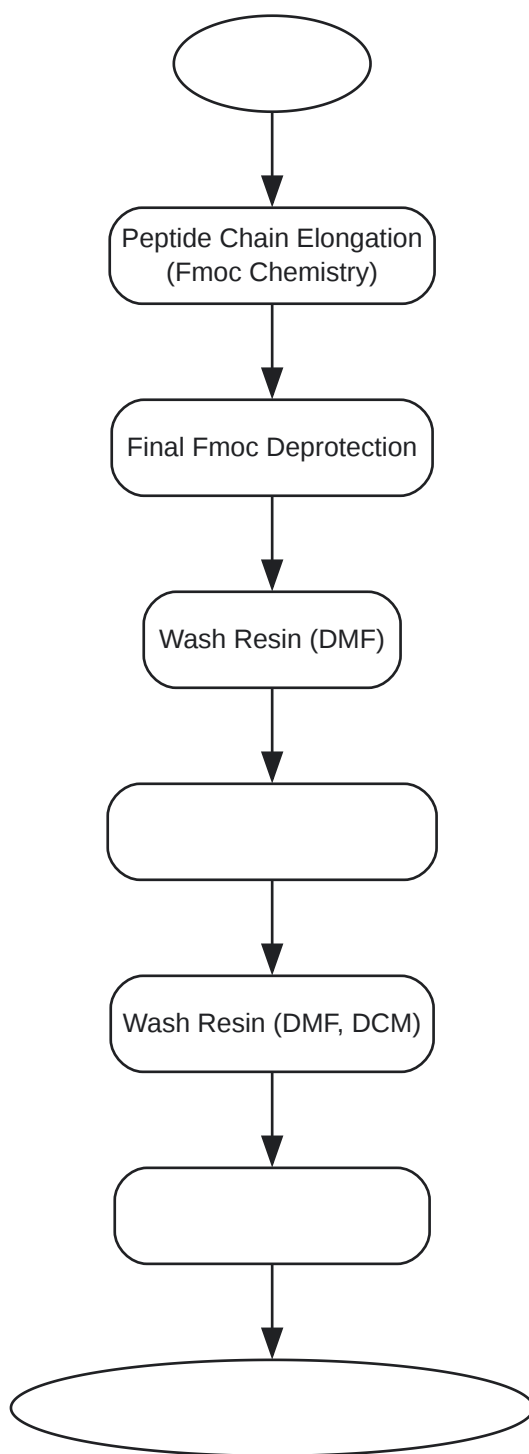 Peptide Chain Elongation
(Fmoc Chemistry)
Final Fmoc Deprotection
Wash Resin (DMF)
Wash Resin (DMF, DCM)